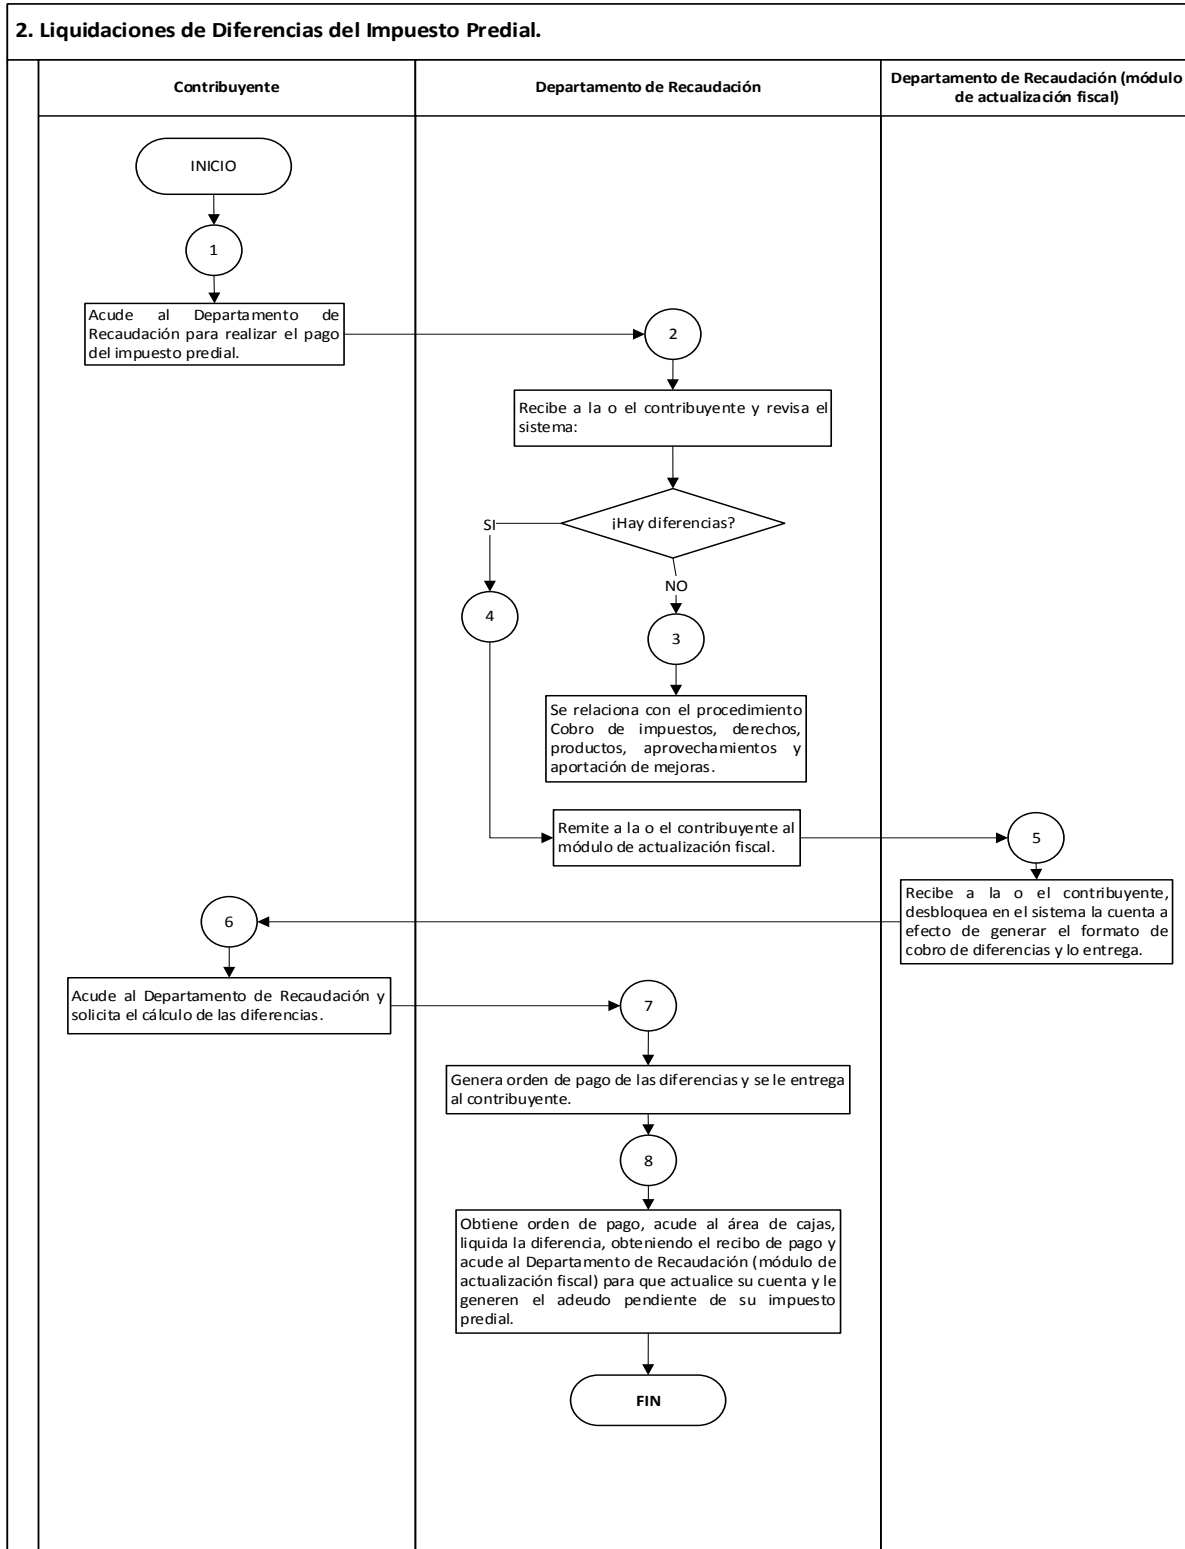 2. Liquidaciones de Diferencias del Impuesto Predial.
Contribuyente
Departamento de Recaudación
Departamento de Recaudación (módulo
de actualización fiscal)
INICIO
1
Acude al Departamento de
Recaudación para realizar el pago
del impuesto predial.
2
Recibe a la o el contribuyente y revisa el
sistema:
¡Hay diferencias?
SI
NO
4
3
Se relaciona con el procedimiento
Cobro de impuestos, derechos,
productos, aprovechamientos y
aportación de mejoras.
Remite a la o el contribuyente al
módulo de actualización fiscal.
5
Recibe a la o el contribuyente,
desbloquea en el sistema la cuenta a
efecto de generar el formato de
cobro de diferencias y lo entrega.
6
Acude al Departamento de Recaudación y
solicita el cálculo de las diferencias.
7
Genera orden de pago de las diferencias y se le entrega
al contribuyente.
8
Obtiene orden de pago, acude al área de cajas,
liquida la diferencia, obteniendo el recibo de pago y
acude al Departamento de Recaudación (módulo de
actualización fiscal) para que actualice su cuenta y le
generen el adeudo pendiente de su impuesto
predial.
FIN